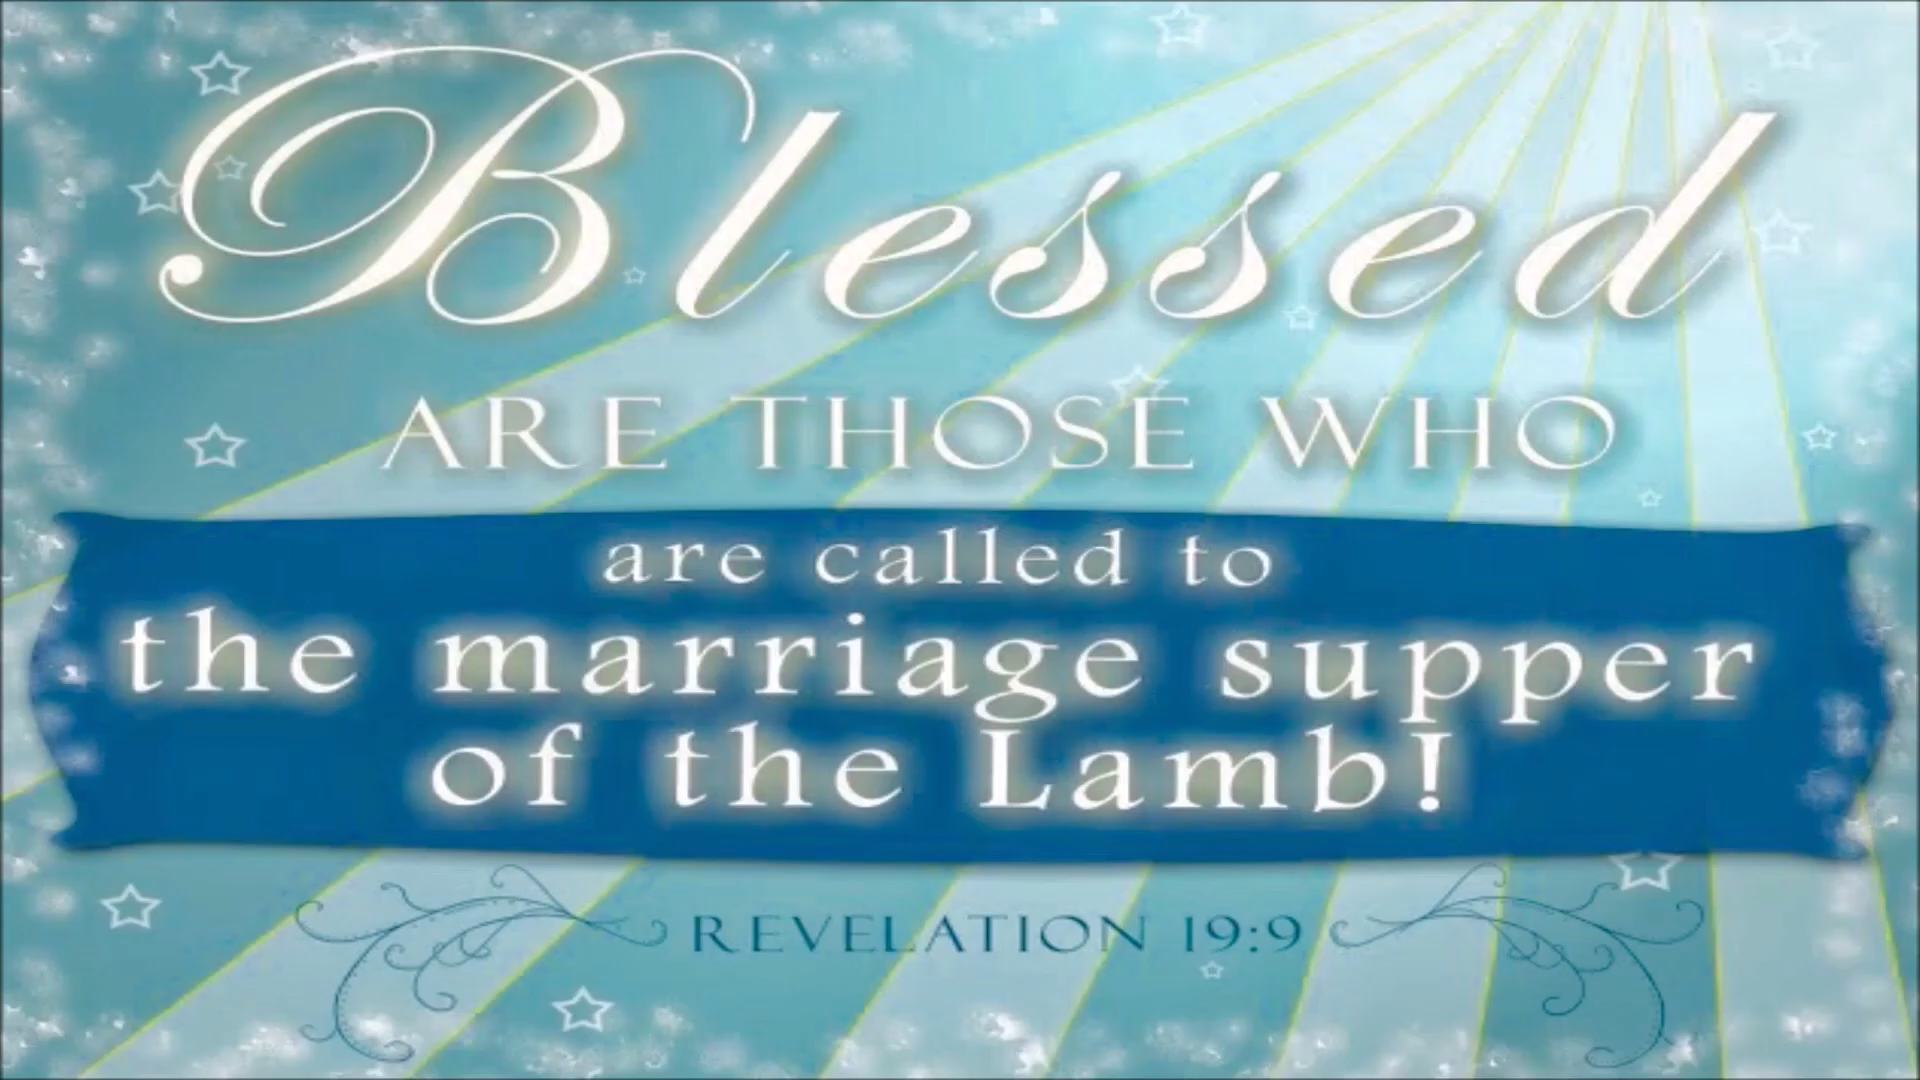 Blessed
ARE THOSE WHO
are called to
the marriage supper
of the Lamb!
REVELATION 19:9